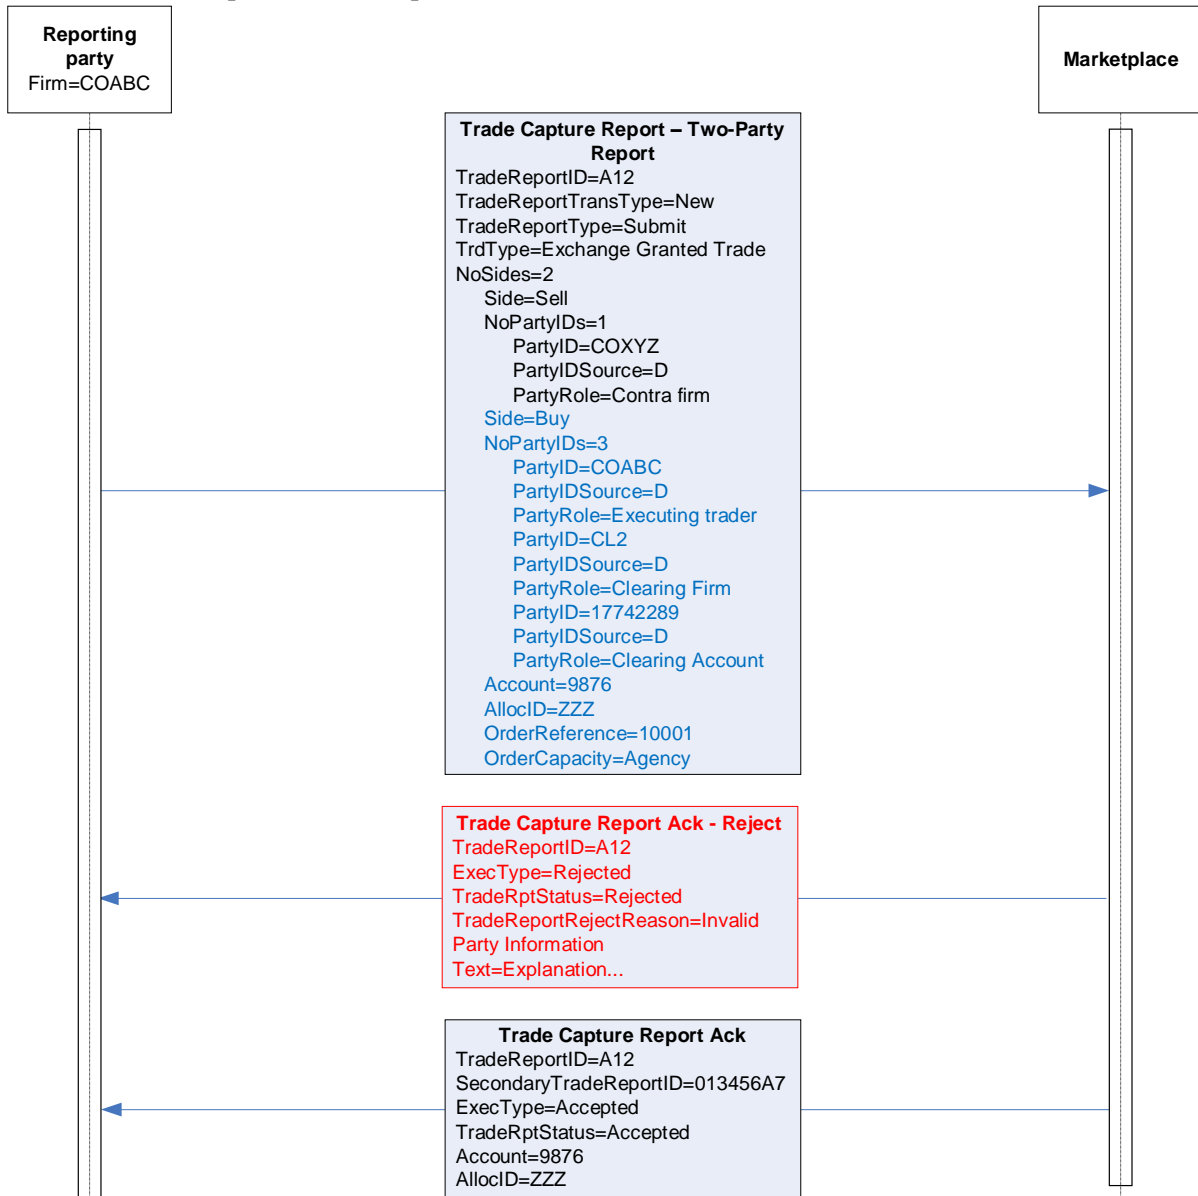 Reporting
party
Firm=COABC
Marketplace
Trade Capture Report – Two-Party
Report
TradeReportID=A12
TradeReportTransType=New
TradeReportType=Submit
TrdType=Exchange Granted Trade
NoSides=2
Side=Sell
NoPartyIDs=1
PartyID=COXYZ
PartyIDSource=D
PartyRole=Contra firm
Side=Buy
NoPartyIDs=3
PartyID=COABC
PartyIDSource=D
PartyRole=Executing trader
PartyID=CL2
PartyIDSource=D
PartyRole=Clearing Firm
PartyID=17742289
PartyIDSource=D
PartyRole=Clearing Account
Account=9876
AllocID=ZZZ
OrderReference=10001
OrderCapacity=Agency
Trade Capture Report Ack - Reject
TradeReportID=A12
ExecType=Rejected
TradeRptStatus=Rejected
TradeReportRejectReason=Invalid
Party Information
Text=Explanation...
Trade Capture Report Ack
TradeReportID=A12
SecondaryTradeReportID=013456A7
ExecType=Accepted
TradeRptStatus=Accepted
Account=9876
AllocID=ZZZ